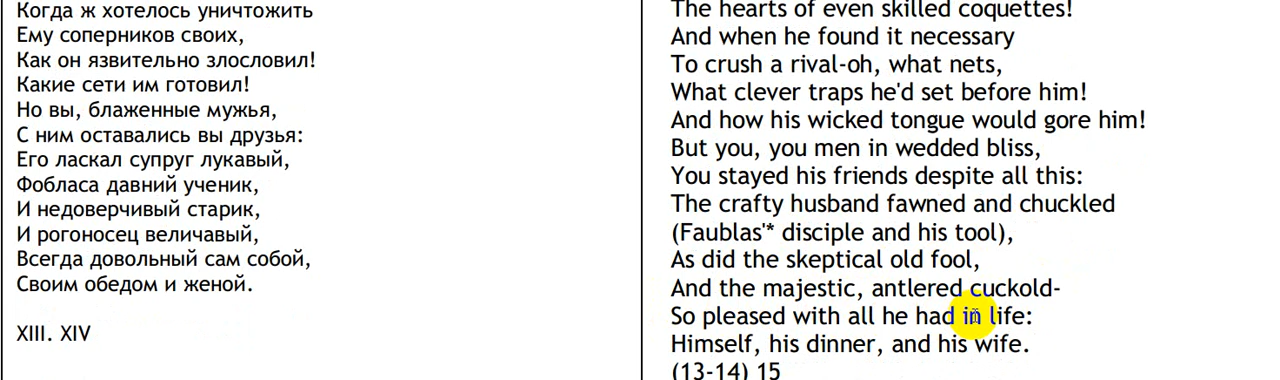 Когда ж хотелось уничтожить
Ему соперников своих,
Как он язвительно злословил!
Какие сети им готовил!
Но вы, блаженные мужья,
С ним оставались вы друзья:
Его ласкал супруг лукавый,
Фобласа давний ученик,
И недоверчивый старик,
И рогоносец величавый,
Всегда довольный сам собой,
Своим обедом и женой.
XIII. XIV
The hearts of even skilled coquettes!
And when he found it necessary
To crush a rival-oh, what nets,
What clever traps he'd set before him!
And how his wicked tongue would gore him!
But you, you men in wedded bliss,
You stayed his friends despite all this:
The crafty husband fawned and chuckled
(Faublas'* disciple and his tool),
As did the skeptical old fool,
And the majestic, antlered cuckold-
So pleased with all he had in life:
Himself, his dinner, and his wife.
(13-14) 15